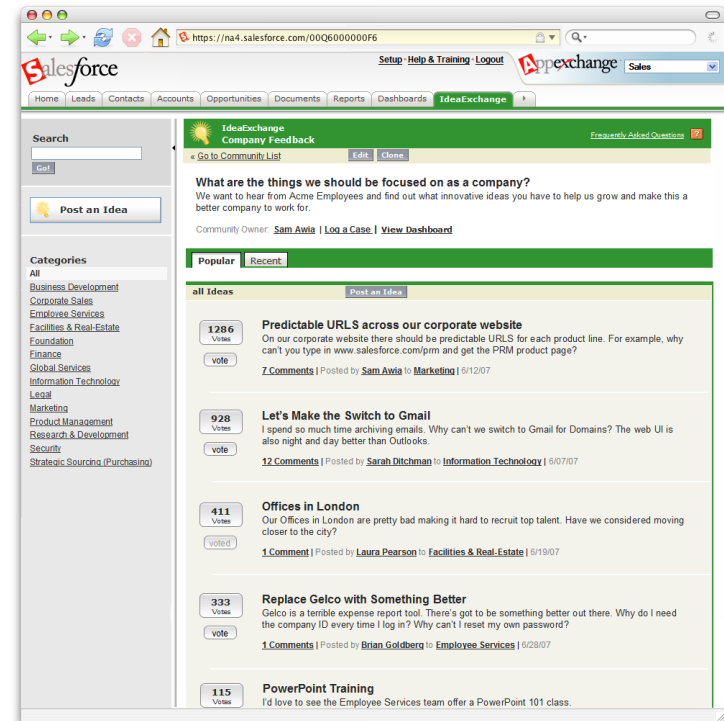 https://na4.salesforce.com/00Q6000000F6
Salesforce
Setup - Help & Training - Logout
Appexchange
Sales
Home
Leads
Contacts
Accounts
Opportunities
Documents
Reports
Dashboards
IdeaExchange
Search
Go!
Post an Idea
Categories
All
Business Development
Corporate Sales
Employee Services
Facilities & Real-Estate
Foundation
Finance
Global Services
Information Technology
Legal
Marketing
Product Management
Research & Development
Security
Strategic Sourcing (Purchasing)
IdeaExchange
Company Feedback
Frequently Asked Questions ?
« Go to Community List
Edit
Clone
What are the things we should be focused on as a company?
We want to hear from Acme Employees and find out what innovative ideas you have to help us grow and make this a
better company to work for.
Community Owner: Sam Awia | Log a Case | View Dashboard
Popular
Recent
all Ideas
Post an Idea
1286
Votes
vote
Predictable URLS across our corporate website
On our corporate website there should be predictable URLS for each product line. For example, why
can't you type in www.salesforce.com/prm and get the PRM product page?
7 Comments | Posted by Sam Awia to Marketing | 6/12/07
928
Votes
vote
Let's Make the Switch to Gmail
I spend so much time archiving emails. Why can't we switch to Gmail for Domains? The web UI is
also night and day better than Outlooks.
12 Comments | Posted by Sarah Ditchman to Information Technology | 6/07/07
411
Votes
voted
Offices in London
Our Offices in London are pretty bad making it hard to recruit top talent. Have we considered moving
closer to the city?
1 Comment | Posted by Laura Pearson to Facilities & Real-Estate | 6/19/07
333
Votes
vote
Replace Gelco with Something Better
Gelco is a terrible expense report tool. There's got to be something better out there. Why do I need
the company ID every time I log in? Why can't I reset my own password?
1 Comments | Posted by Brian Goldberg to Employee Services | 6/28/07
115
Votes
PowerPoint Training
I'd love to see the Employee Services team offer a PowerPoint 101 class.